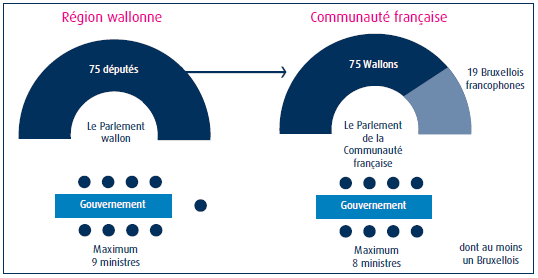 Région wallonne
75 députés
Le Parlement
wallon
Gouvernement
Maximum
9 ministres
Communauté française
75 Wallons
19 Bruxellois
francophones
Le Parlement
de la
Communauté
française
Gouvernement
Maximum
8 ministres
dont au moins
un Bruxellois